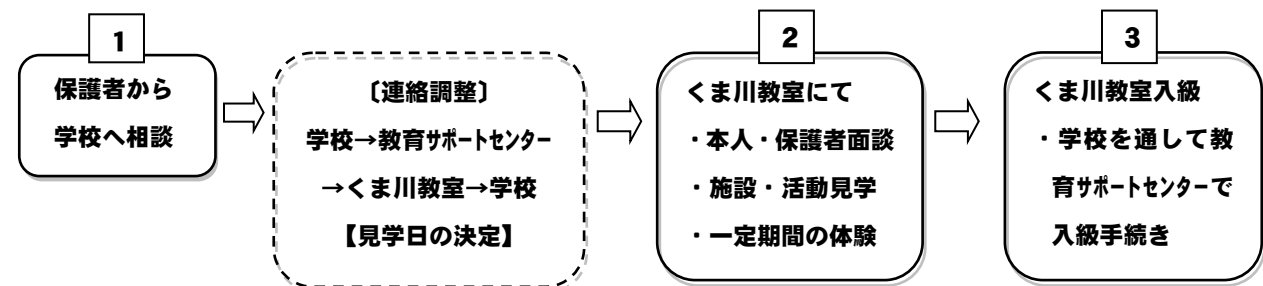 1
保護者から
学校へ相談
〔連絡調整〕
学校→教育サポートセンター
→くま川教室→学校
【見学日の決定】
2
くま川教室にて
・本人・保護者面談
・施設・活動見学
・一定期間の体験
3
くま川教室入級
・学校を通して教
育サポートセンターで
入級手続き